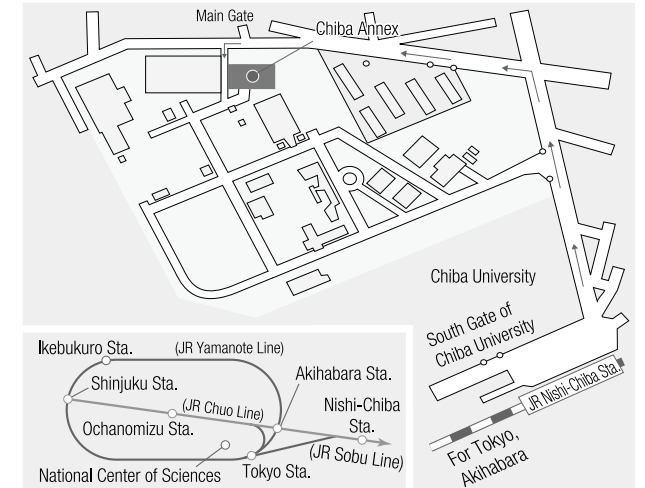 Main Gate
Chiba Annex
Chiba University
South Gate of
Chiba University
JR Nishi-Chiba Sta.
For Tokyo,
Akihabara
Ikebukuro Sta.
(JR Yamanote Line)
Shinjuku Sta.
Akihabara Sta.
(JR Chuo Line)
Nishi-Chiba
Sta.
Ochanomizu Sta.
(JR Sobu Line)
National Center of Sciences
Tokyo Sta.